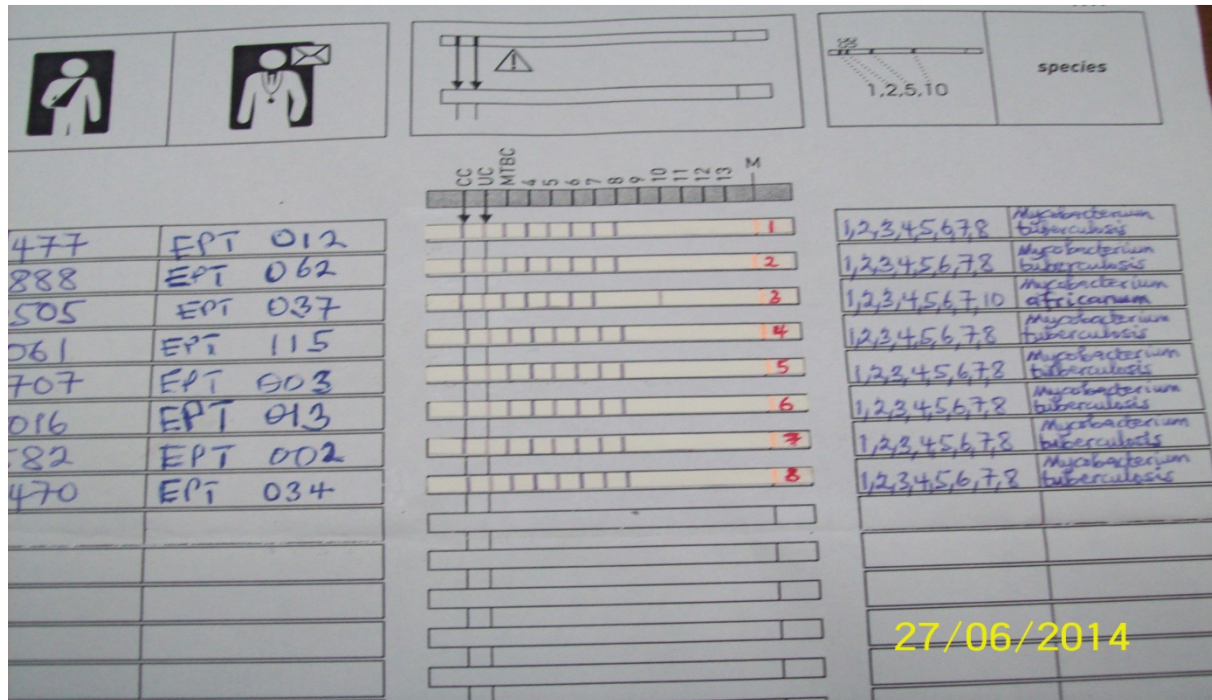 species
1,2,5,10
CC UC MTBC 4 5 6 7 8 9 10 11 12 13 M
477 EPT 012 1 1,2,3,4,5,6,7,8 Mycobacterium tuberculosis
888 EPT 062 2 1,2,3,4,5,6,7,8 Mycobacterium tuberculosis
505 EPT 037 3 1,2,3,4,5,6,7,10 Mycobacterium africanum
061 EPT 115 4 1,2,3,4,5,6,7,8 Mycobacterium tuberculosis
707 EPT 003 5 1,2,3,4,5,6,7,8 Mycobacterium tuberculosis
016 EPT 013 6 1,2,3,4,5,6,7,8 Mycobacterium tuberculosis
82 EPT 002 7 1,2,3,4,5,6,7,8 Mycobacterium tuberculosis
470 EPT 034 8 1,2,3,4,5,6,7,8 Mycobacterium tuberculosis
27/06/2014